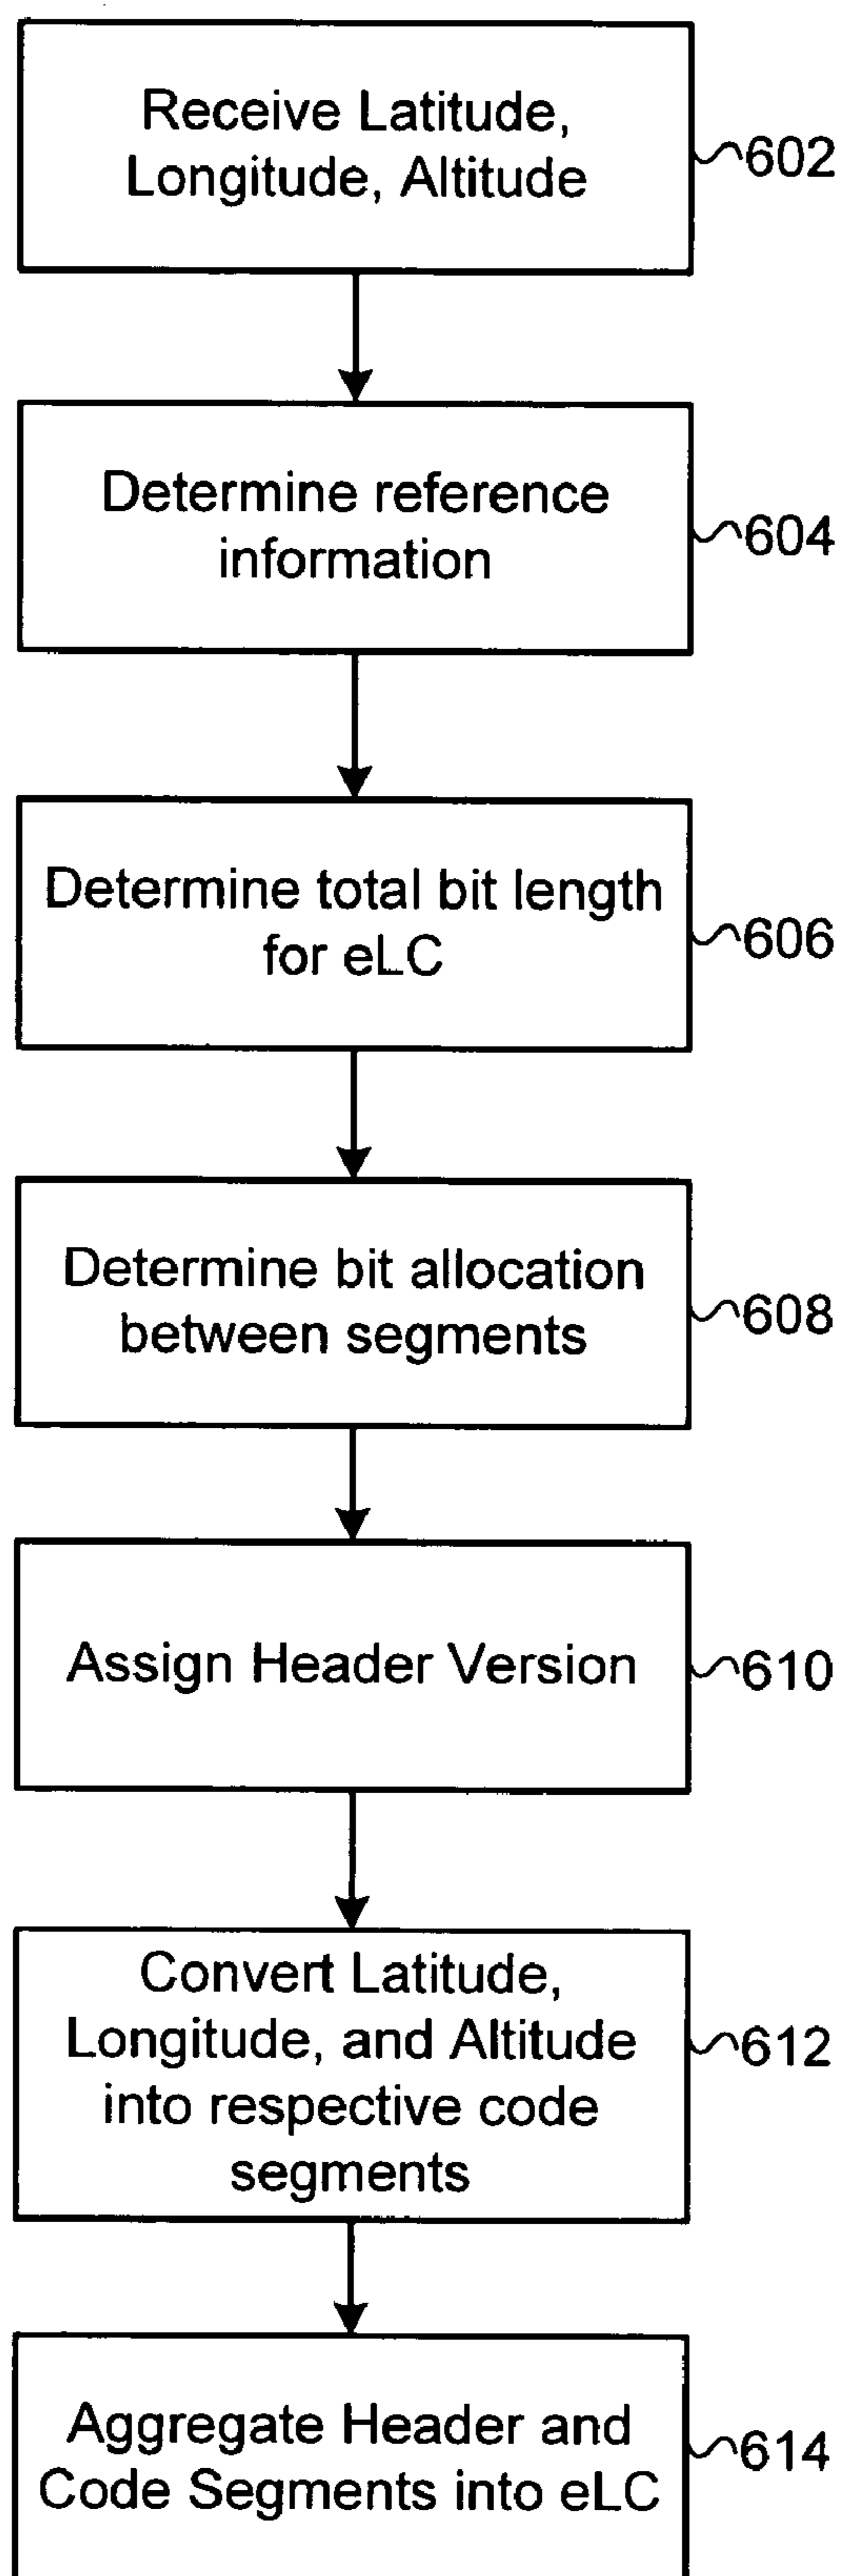 Receive Latitude,
Longitude, Altitude
602
Determine reference
information
604
Determine total bit length
for eLC
606
Determine bit allocation
between segments
608
Assign Header Version
610
Convert Latitude,
Longitude, and Altitude
into respective code
segments
612
Aggregate Header and
Code Segments into eLC
614